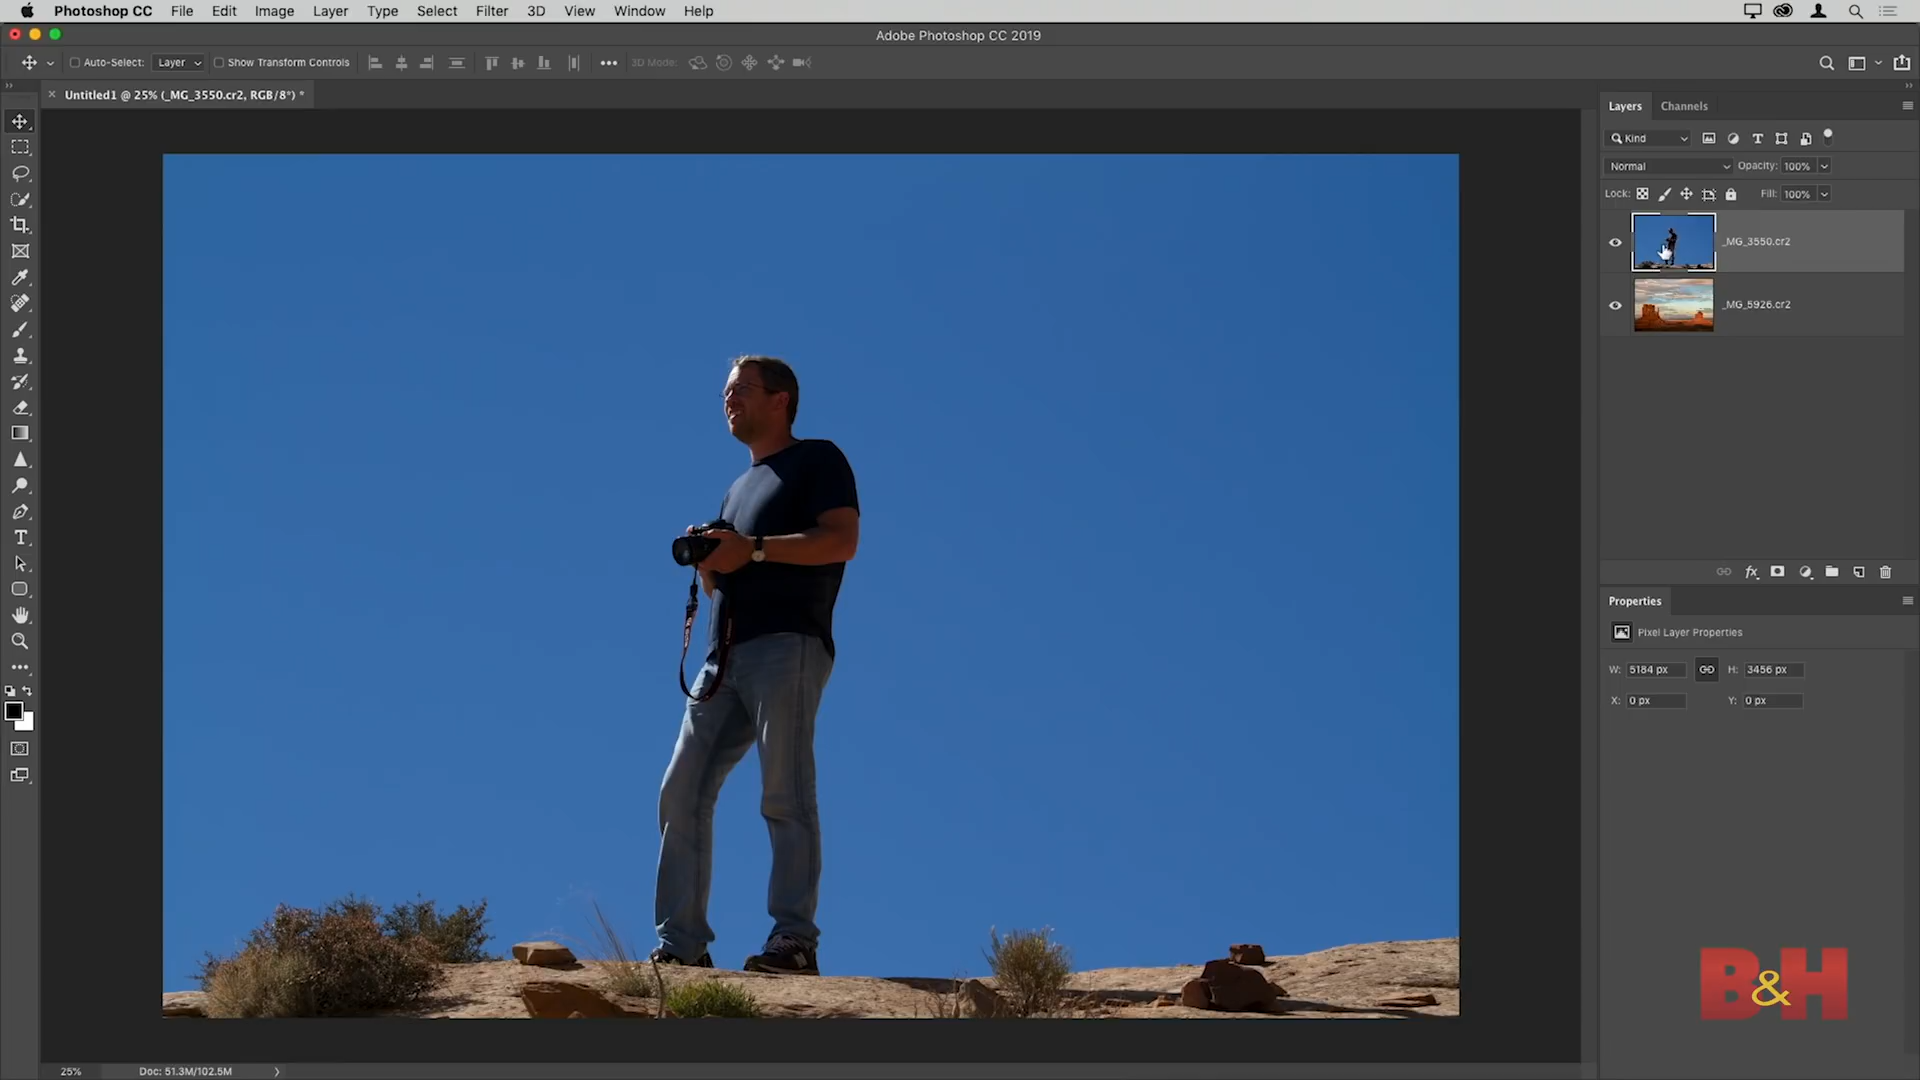 Photoshop CC File Edit Image Layer Type Select Filter 3D View Window Help
Adobe Photoshop CC 2019
Auto-Select: Layer Show Transform Controls 3D Mode:
Untitled1 @ 25% (_MG_3550.cr2, RGB/8*) *
Layers Channels
Kind
Normal Opacity: 100%
Lock: Fill: 100%
_MG_3550.cr2
_MG_5926.cr2
fx
Properties
Pixel Layer Properties
W: 5184 px H: 3456 px
X: 0 px Y: 0 px
B&H
25% Doc: 51.3M/102.5M